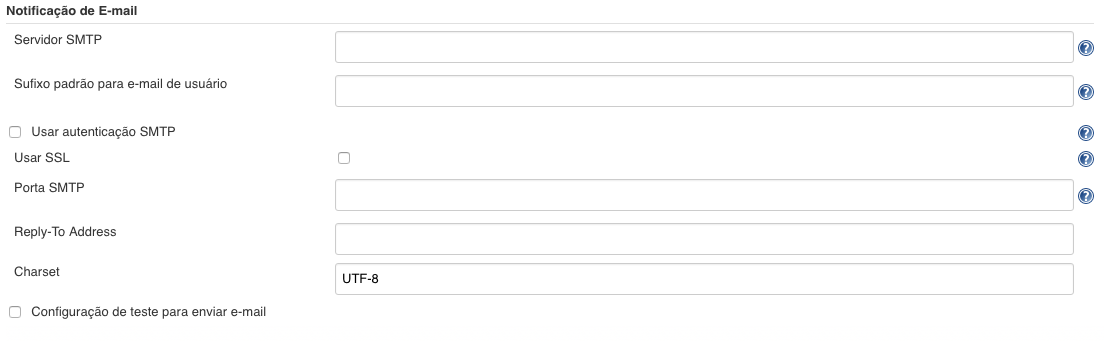 Notificação de E-mail
Servidor SMTP
?
Sufixo padrão para e-mail de usuário
?
Usar autenticação SMTP
?
Usar SSL
?
Porta SMTP
?
Reply-To Address
Charset
UTF-8
Configuração de teste para enviar e-mail